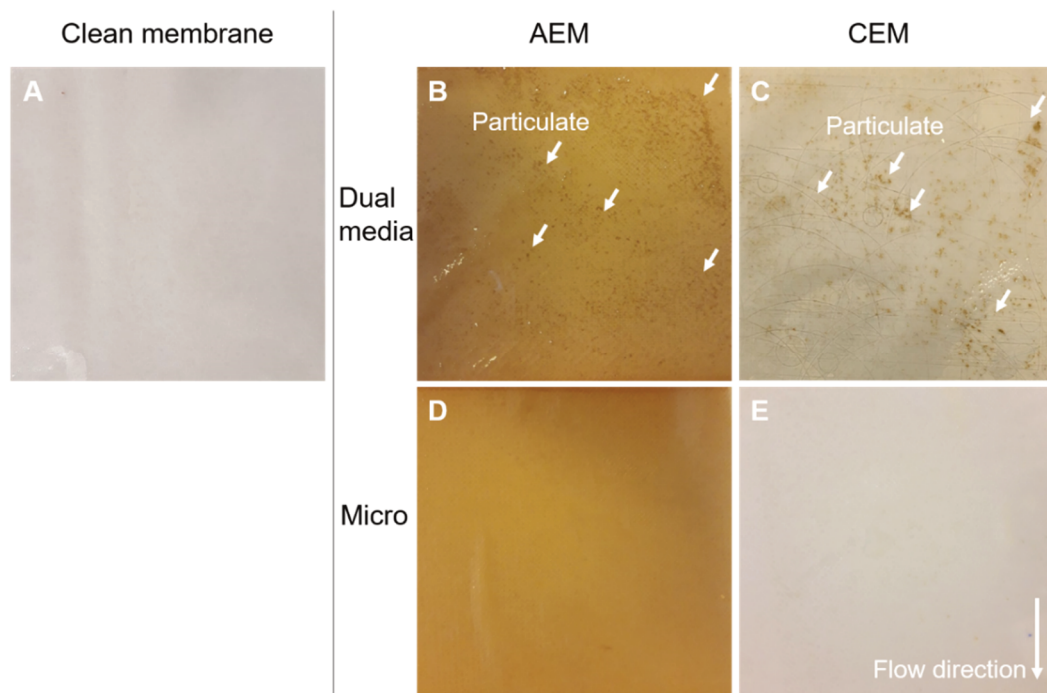 Clean membrane
AEM
CEM
A
B
C
Particulate
Particulate
Dual
media
D
E
Micro
Flow direction